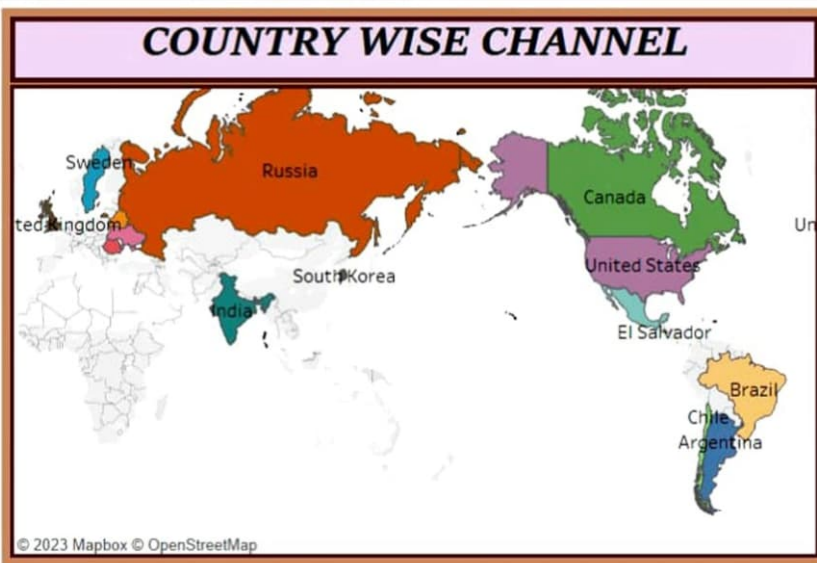 COUNTRY WISE CHANNEL
Sweden
Russia
Canada
ted Kingdom
Un
United States
South Korea
India
El Salvador
Brazil
Chile
Argentina
© 2023 Mapbox © OpenStreetMap